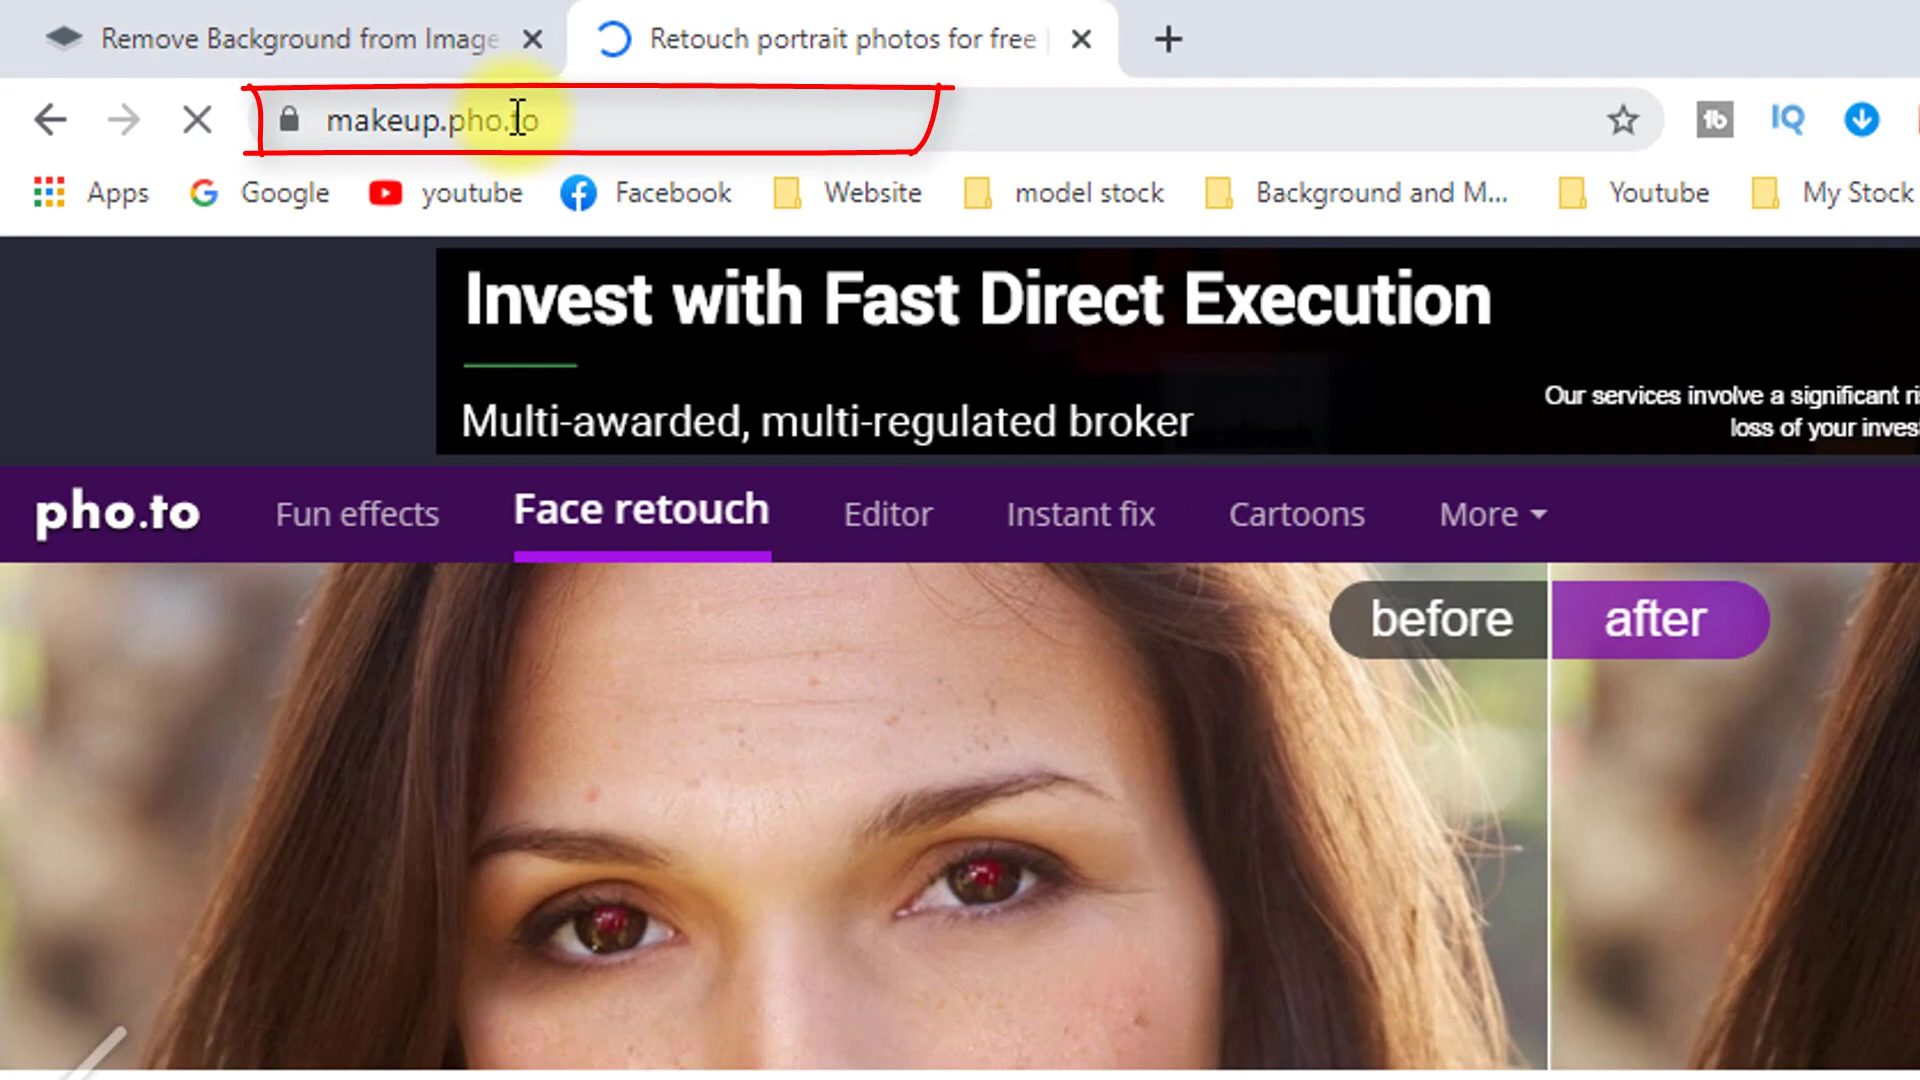 Remove Background from Image
Retouch portrait photos for free
makeup.pho.to
Apps
Google
youtube
Facebook
Website
model stock
Background and M...
Youtube
My Stock
Invest with Fast Direct Execution
Multi-awarded, multi-regulated broker
Our services involve a significant
loss of your
pho.to
Fun effects
Face retouch
Editor
Instant fix
Cartoons
More
before
after
IQ